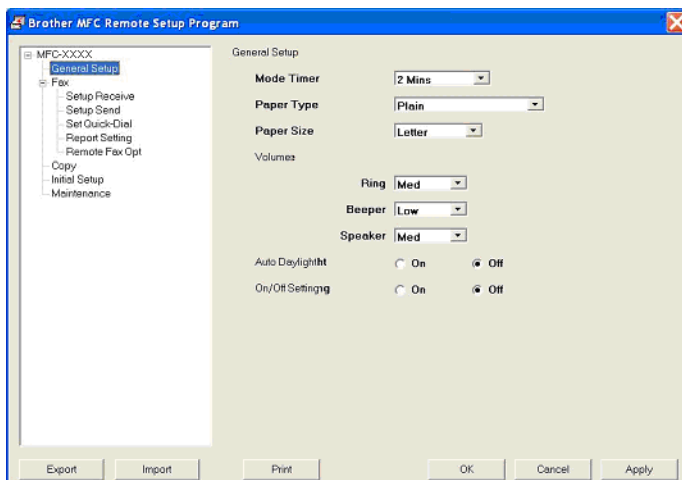 Brother MFC Remote Setup Program
MFC-XXXX
General Setup
Fax
Setup Receive
Setup Send
Set Quick-Dial
Report Setting
Remote Fax Opt
Copy
Initial Setup
Maintenance
General Setup
Mode Timer 2 Mins
Paper Type Plain
Paper Size Letter
Volumes
Ring Med
Beeper Low
Speaker Med
Auto Daylightht On Off
On/Off Settingng On Off
Export Import Print OK Cancel Apply